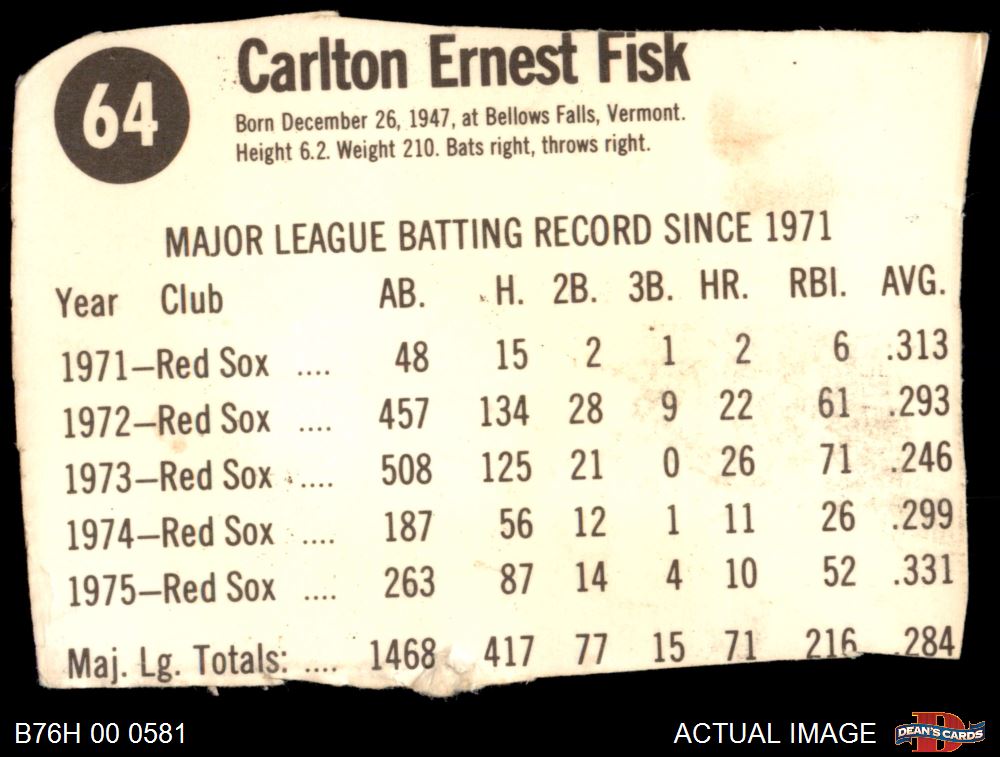 64
Carlton Ernest Fisk
Born December 26, 1947, at Bellows Falls, Vermont.
Height 6.2. Weight 210. Bats right, throws right.
MAJOR LEAGUE BATTING RECORD SINCE 1971
Year Club AB. H. 2B. 3B. HR. RBI. AVG.
1971—Red Sox .... 48 15 2 1 2 6 .313
1972—Red Sox .... 457 134 28 9 22 61 .293
1973—Red Sox .... 508 125 21 0 26 71 .246
1974—Red Sox .... 187 56 12 1 11 26 .299
1975—Red Sox .... 263 87 14 4 10 52 .331
Maj. Lg. Totals: .... 1468 417 77 15 71 216 .284
B76H 00 0581 ACTUAL IMAGE D DEAN'S CARDS